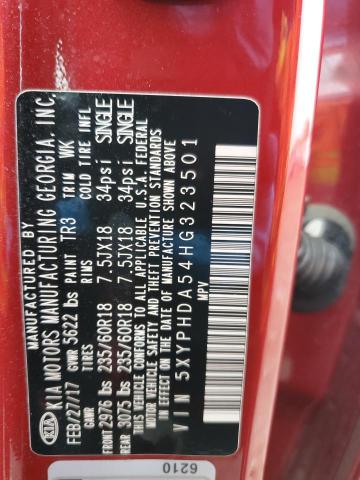 MANUFACTURED BY
KIA KIA MOTORS MANUFACTURING GEORGIA, INC.
FEB/27/17 PAINT TR3 TRIM WK
GVWR 5622 lbs
GAWR TIRES RIMS COLD TIRE INFL
FRONT 2976 lbs 235/60R18 7.5JX18 34psi SINGLE
REAR 3075 lbs 235/60R18 7.5JX18 34psi SINGLE
THIS VEHICLE CONFORMS TO ALL APPLICABLE U.S.A. FEDERAL
MOTOR VEHICLE SAFETY AND THEFT PREVENTION STANDARDS
IN EFFECT ON THE DATE OF MANUFACTURE SHOWN ABOVE
VIN 5XYPHDA54HG323501
MPV
6210